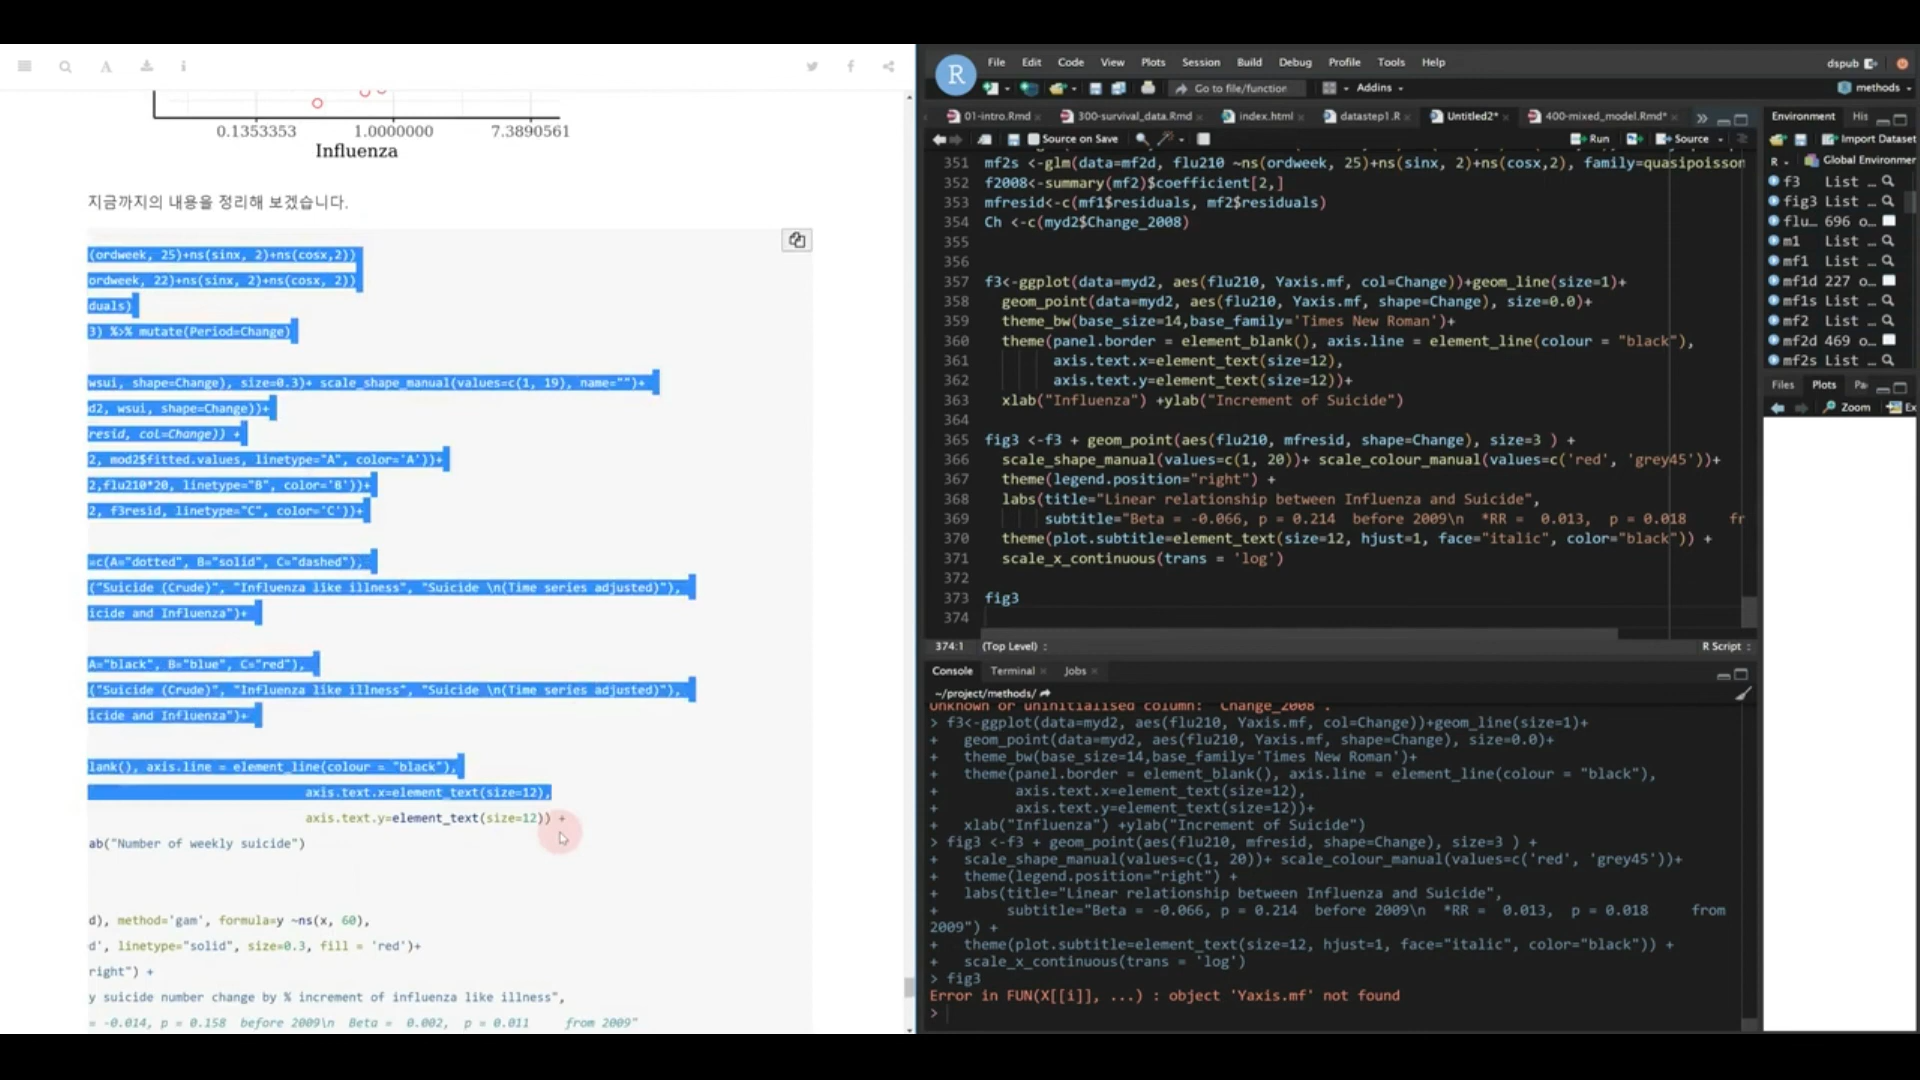 0.1353353 1.0000000 7.3890561
Influenza
지금까지의 내용을 정리해 보겠습니다.
(ordweek, 25)+ns(sinx, 2)+ns(cosx,2))
ordweek, 22)+ns(sinx, 2)+ns(cosx, 2))
duals)
3) %>% mutate(Period=Change)
wsui, shape=Change), size=0.3)+ scale_shape_manual(values=c(1, 19), name="")+
d2, wsui, shape=Change))+
resid, col=Change)) +
2, mod2$fitted.values, linetype="A", color='A'))+
2,flu210*20, linetype="B", color='B'))+
2, f3resid, linetype="C", color='C'))+
=c(A="dotted", B="solid", C="dashed"),
("Suicide (Crude)", "Influenza like illness", "Suicide \n(Time series adjusted)"),
icide and Influenza")+
A="black", B="blue", C="red"),
("Suicide (Crude)", "Influenza like illness", "Suicide \n(Time series adjusted)"),
icide and Influenza")+
lank(), axis.line = element_line(colour = "black"),
axis.text.x=element_text(size=12),
axis.text.y=element_text(size=12)) +
ab("Number of weekly suicide")
d), method='gam', formula=y ~ns(x, 60),
d', linetype="solid", size=0.3, fill = 'red')+
right") +
y suicide number change by % increment of influenza like illness",
= -0.014, p = 0.158 before 2009\n Beta = 0.002, p = 0.011 from 2009"
R File Edit Code View Plots Session Build Debug Profile Tools Help dspub
Go to file/function Addins methods
01-intro.Rmd 300-survival_data.Rmd index.html datastep1.R Untitled2* 400-mixed_model.Rmd*
Source on Save Run Source
351 mf2s <-glm(data=mf2d, flu210 ~ns(ordweek, 25)+ns(sinx, 2)+ns(cosx,2), family=quasipoisson
352 f2008<-summary(mf2)$coefficient[2,]
353 mfresid<-c(mf1$residuals, mf2$residuals)
354 Ch <-c(myd2$Change_2008)
355
356
357 f3<-ggplot(data=myd2, aes(flu210, Yaxis.mf, col=Change))+geom_line(size=1)+
358 geom_point(data=myd2, aes(flu210, Yaxis.mf, shape=Change), size=0.0)+
359 theme_bw(base_size=14,base_family='Times New Roman')+
360 theme(panel.border = element_blank(), axis.line = element_line(colour = "black"),
361 axis.text.x=element_text(size=12),
362 axis.text.y=element_text(size=12))+
363 xlab("Influenza") +ylab("Increment of Suicide")
364
365 fig3 <-f3 + geom_point(aes(flu210, mfresid, shape=Change), size=3 ) +
366 scale_shape_manual(values=c(1, 20))+ scale_colour_manual(values=c('red', 'grey45'))+
367 theme(legend.position="right") +
368 labs(title="Linear relationship between Influenza and Suicide",
369 subtitle="Beta = -0.066, p = 0.214 before 2009\n *RR = 0.013, p = 0.018 fr
370 theme(plot.subtitle=element_text(size=12, hjust=1, face="italic", color="black")) +
371 scale_x_continuous(trans = 'log')
372
373 fig3
374
374:1 (Top Level) R Script
Console Terminal Jobs
~/project/methods/
Unknown or uninitialised column: `Change_2008`.
> f3<-ggplot(data=myd2, aes(flu210, Yaxis.mf, col=Change))+geom_line(size=1)+
+ geom_point(data=myd2, aes(flu210, Yaxis.mf, shape=Change), size=0.0)+
+ theme_bw(base_size=14,base_family='Times New Roman')+
+ theme(panel.border = element_blank(), axis.line = element_line(colour = "black"),
+ axis.text.x=element_text(size=12),
+ axis.text.y=element_text(size=12))+
+ xlab("Influenza") +ylab("Increment of Suicide")
> fig3 <-f3 + geom_point(aes(flu210, mfresid, shape=Change), size=3 ) +
+ scale_shape_manual(values=c(1, 20))+ scale_colour_manual(values=c('red', 'grey45'))+
+ theme(legend.position="right") +
+ labs(title="Linear relationship between Influenza and Suicide",
+ subtitle="Beta = -0.066, p = 0.214 before 2009\n *RR = 0.013, p = 0.018 from
2009") +
+ theme(plot.subtitle=element_text(size=12, hjust=1, face="italic", color="black")) +
+ scale_x_continuous(trans = 'log')
> fig3
Error in FUN(X[[i]], ...) : object 'Yaxis.mf' not found
>
Environment His
Import Dataset
R Global Environme
f3 List ...
fig3 List ...
flu... 696 o...
m1 List ...
mf1 List ...
mf1d 227 o...
mf1s List ...
mf2 List ...
mf2d 469 o...
mf2s List ...
Files Plots Pa
Zoom Ex